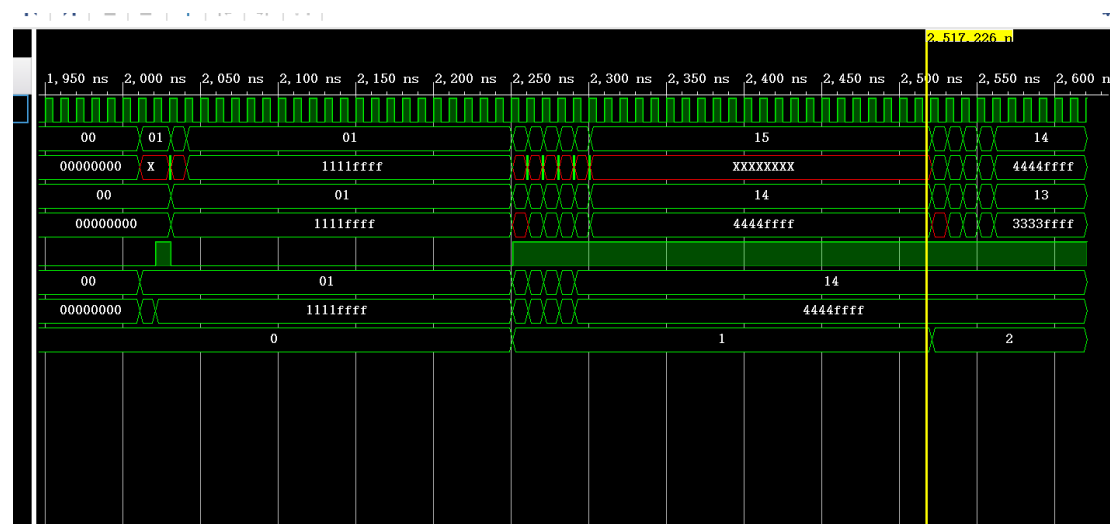 2,517.226 n
1,950 ns 2,000 ns 2,050 ns 2,100 ns 2,150 ns 2,200 ns 2,250 ns 2,300 ns 2,350 ns 2,400 ns 2,450 ns 2,500 ns 2,550 ns 2,600 n
00 01 01 15 14
00000000 X 1111ffff XXXXXXXX 4444ffff
00 01 14 13
00000000 1111ffff 4444ffff 3333ffff
00 01 14
00000000 1111ffff 4444ffff
0 1 2